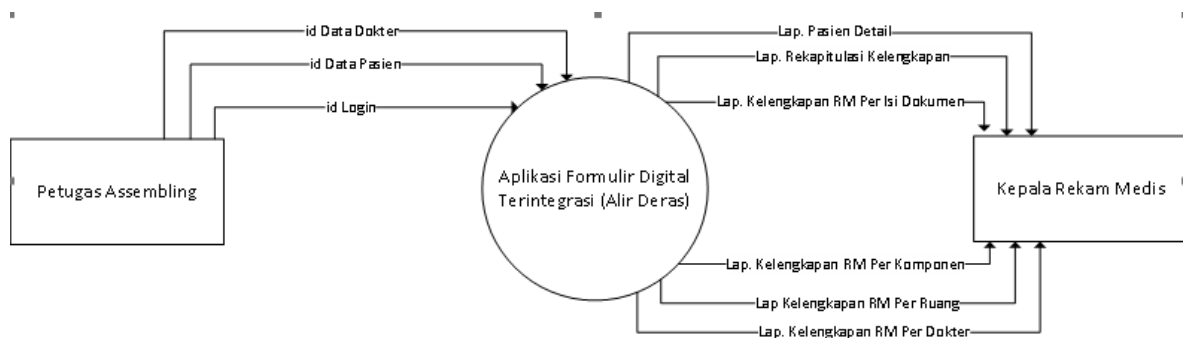 id Data Dokter
id Data Pasien
id Login
Petugas Assembling
Aplikasi Formulir Digital
Terintegrasi (Alir Deras)
Lap. Pasien Detail
Lap. Rekapitulasi Kelengkapan
Lap. Kelengkapan RM Per Isi Dokumen
Kepala Rekam Medis
Lap. Kelengkapan RM Per Komponen
Lap Kelengkapan RM Per Ruang
Lap. Kelengkapan RM Per Dokter